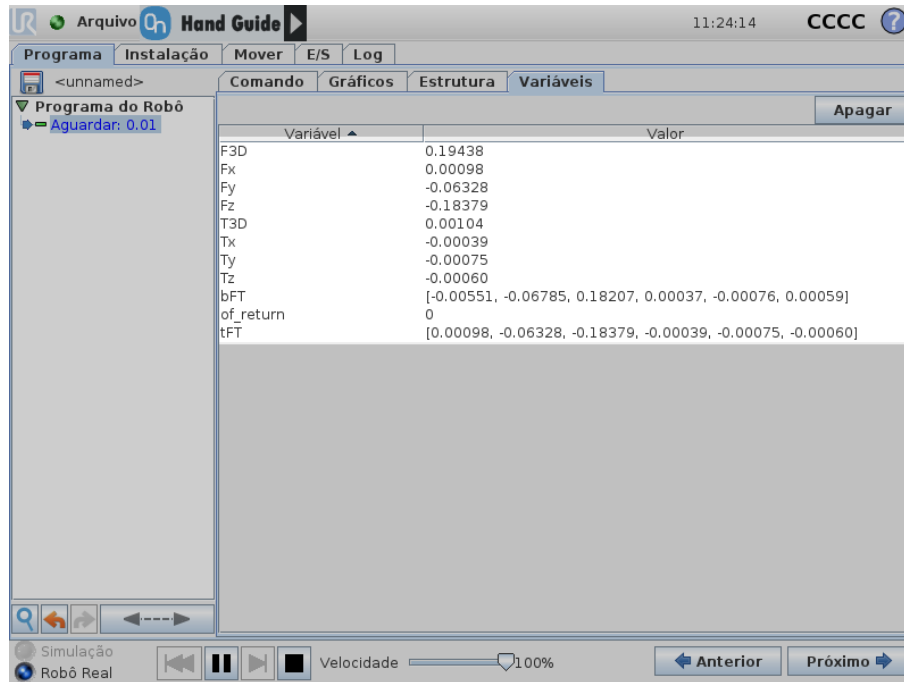 UR Arquivo On Hand Guide 11:24:14 CCCC ?
Programa Instalação Mover E/S Log
<unnamed> Comando Gráficos Estrutura Variáveis
Programa do Robô
Apagar
Aguardar: 0.01
Variável Valor
F3D 0.19438
Fx 0.00098
Fy -0.06328
Fz -0.18379
T3D 0.00104
Tx -0.00039
Ty -0.00075
Tz -0.00060
bFT [-0.00551, -0.06785, 0.18207, 0.00037, -0.00076, 0.00059]
of_return 0
tFT [0.00098, -0.06328, -0.18379, -0.00039, -0.00075, -0.00060]
Simulação
Robô Real
Velocidade 100% Anterior Próximo